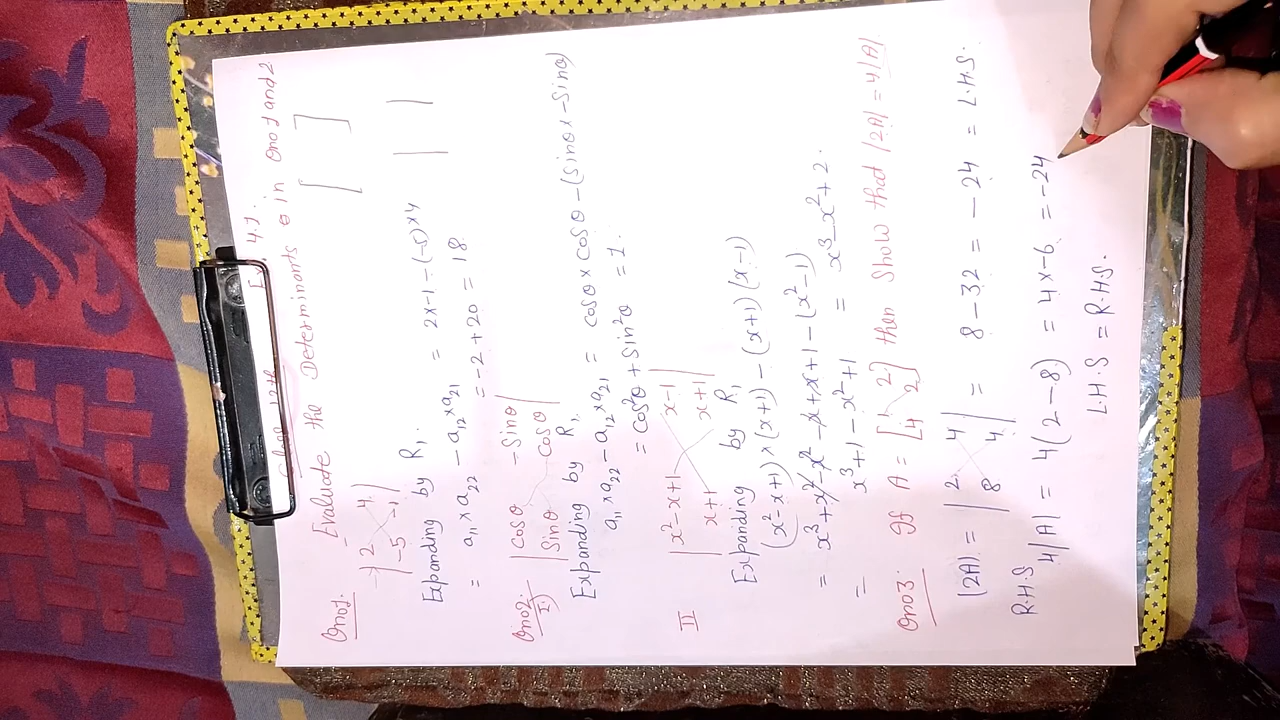 Class 12th Ex. 4.1.
Evaluate the Determinants in Qno1 and 2
[ ] | |
Qno1.
| 2 4 |
| -5 -1 |
Expanding by R1.
= a11 × a22 - a12 × a21 = 2x-1 - (-5)×4
= -2 + 20 = 18.
Qno2.
I) | cosθ -Sinθ |
| Sinθ cosθ |
Expanding by R1.
a11 × a22 - a12 × a21 = cosθ × cosθ - (sinθ × -Sinθ)
= cos²θ + sin²θ = 1.
II | x²-x+1 x-1 |
| x+1 x+1 |
Expanding by R1
(x²-x+1) × (x+1) - (x+1)(x-1)
= x³ + x² - x² - x + x + 1 - (x²-1)
= x³ + 1 - x² + 1 = x³ - x² + 2.
Qno3. If A = [ 1 2
4 2 ] then Show that |2A| = 4|A|.
|2A| = | 2 4 |
| 8 4 | = 8 - 32 = - 24 = L.H.S.
R.H.S
4|A| = 4(2-8) = 4x-6 = -24
L.H.S = R.H.S.